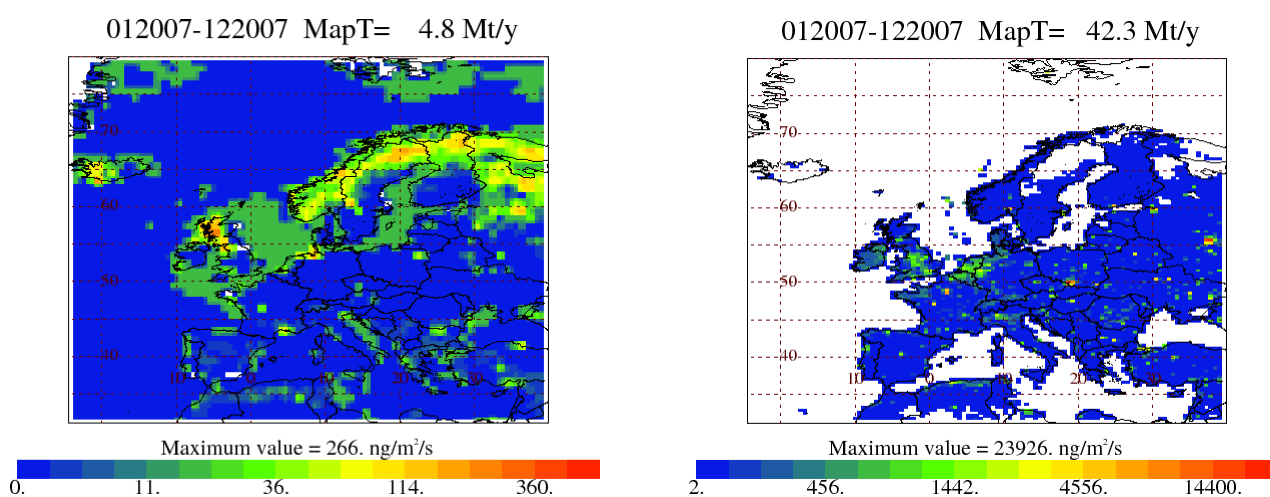 012007-122007 MapT= 4.8 Mt/y
012007-122007 MapT= 42.3 Mt/y
70
60
50
40
10 0 10 20 30
70
60
50
40
10 0 10 20 30
Maximum value = 266. ng/m²/s
Maximum value = 23926. ng/m²/s
0. 11. 36. 114. 360.
2. 456. 1442. 4556. 14400.